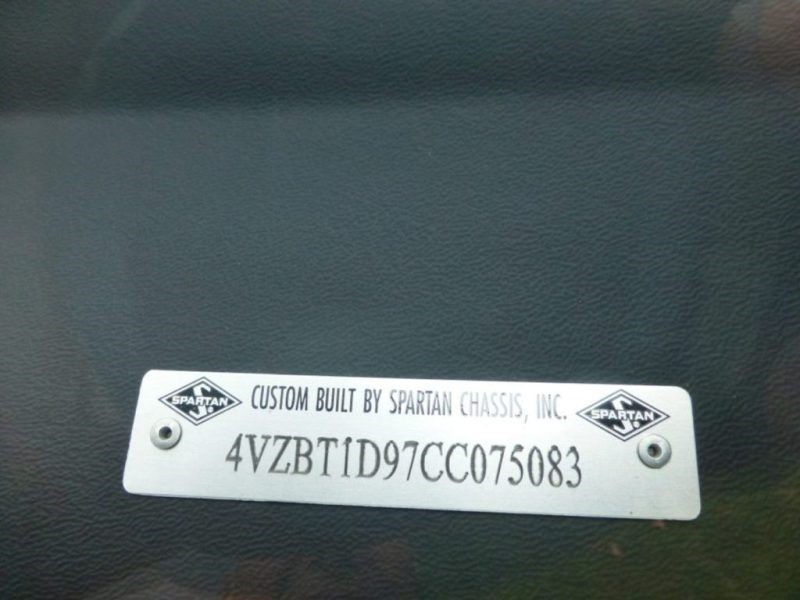 SPARTAN S CUSTOM BUILT BY SPARTAN CHASSIS, INC. SPARTAN S
4VZBT1D97CC075083